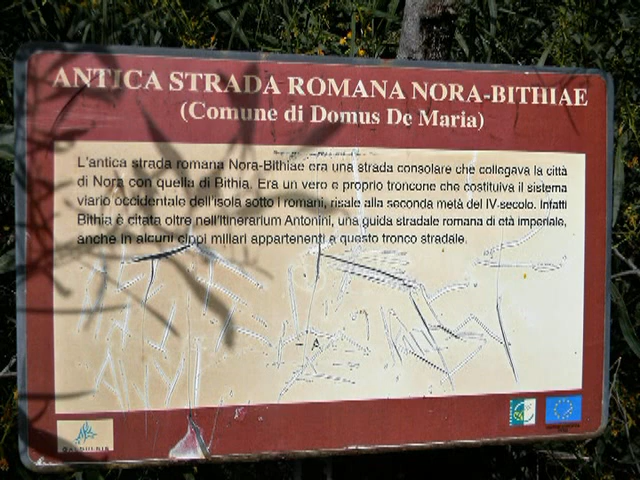 ANTICA STRADA ROMANA NORA-BITHIAE
(Comune di Domus De Maria)
L'antica strada romana Nora-Bithiae era una strada consolare che collegava la città
di Nora con quella di Bithia. Era un vero e proprio troncone che costituiva il sistema
viario occidentale dell'isola sotto i romani, risale alla seconda metà del IV secolo. Infatti
Bithia è citata oltre nell'Itinerarium Antonini, una guida stradale romana di età imperiale,
anche in alcuni cippi miliari appartenenti a questo tronco stradale.